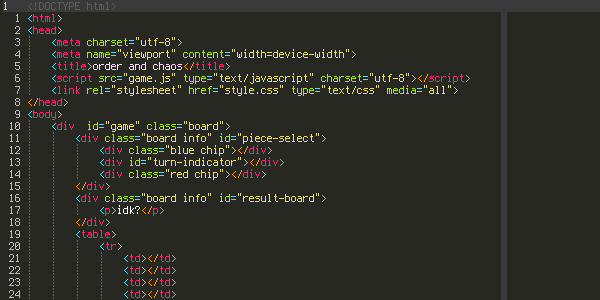 1 <!DOCTYPE html>
1 <html>
2 <head>
3 <meta charset="utf-8">
4 <meta name="viewport" content="width=device-width">
5 <title>order and chaos</title>
6 <script src="game.js" type="text/javascript" charset="utf-8"></script>
7 <link rel="stylesheet" href="style.css" type="text/css" media="all">
8 </head>
9 <body>
10 <div  id="game" class="board">
11 <div class="board info" id="piece-select">
12 <div class="blue chip"></div>
13 <div id="turn-indicator"></div>
14 <div class="red chip"></div>
15 </div>
16 <div class="board info" id="result-board">
17 <p>idk?</p>
18 </div>
19 <table>
20 <tr>
21 <td></td>
22 <td></td>
23 <td></td>
24 <td></td>